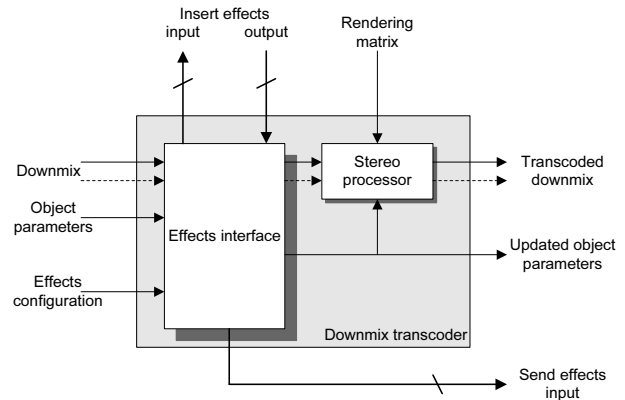 Insert effects
input output
Rendering
matrix
Downmix
Stereo
processor
Transcoded
downmix
Object
parameters
Effects interface
Updated object
parameters
Effects
configuration
Downmix transcoder
Send effects
input